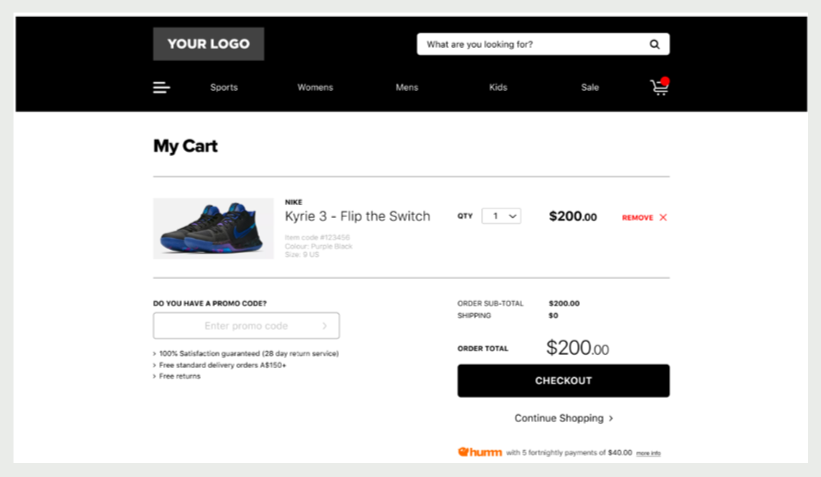 YOUR LOGO
What are you looking for?
Sports Womens Mens Kids Sale
My Cart
NIKE
Kyrie 3 - Flip the Switch
QTY 1 $200.00 REMOVE
Item code #123456
Colour: Purple Black
Size: 9 US
DO YOU HAVE A PROMO CODE?
Enter promo code
> 100% Satisfaction guaranteed (28 day return service)
> Free standard delivery orders A$150+
> Free returns
ORDER SUB-TOTAL $200.00
SHIPPING $0
ORDER TOTAL $200.00
CHECKOUT
Continue Shopping >
humm with 5 fortnightly payments of $40.00 more info